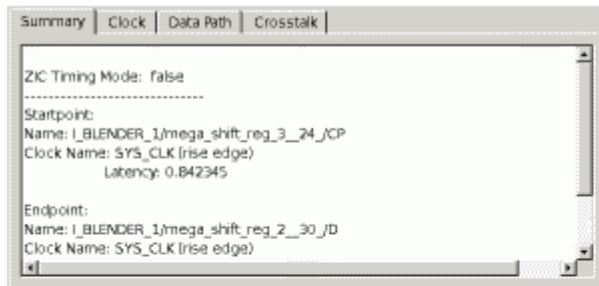 Summary Clock Data Path Crosstalk
ZIC Timing Mode: false
-----------------------------
Startpoint:
Name: I_BLENDER_1/mega_shift_reg_3__24_/CP
Clock Name: SYS_CLK (rise edge)
Latency: 0.842345
Endpoint:
Name: I_BLENDER_1/mega_shift_reg_2__30_/D
Clock Name: SYS_CLK (rise edge)